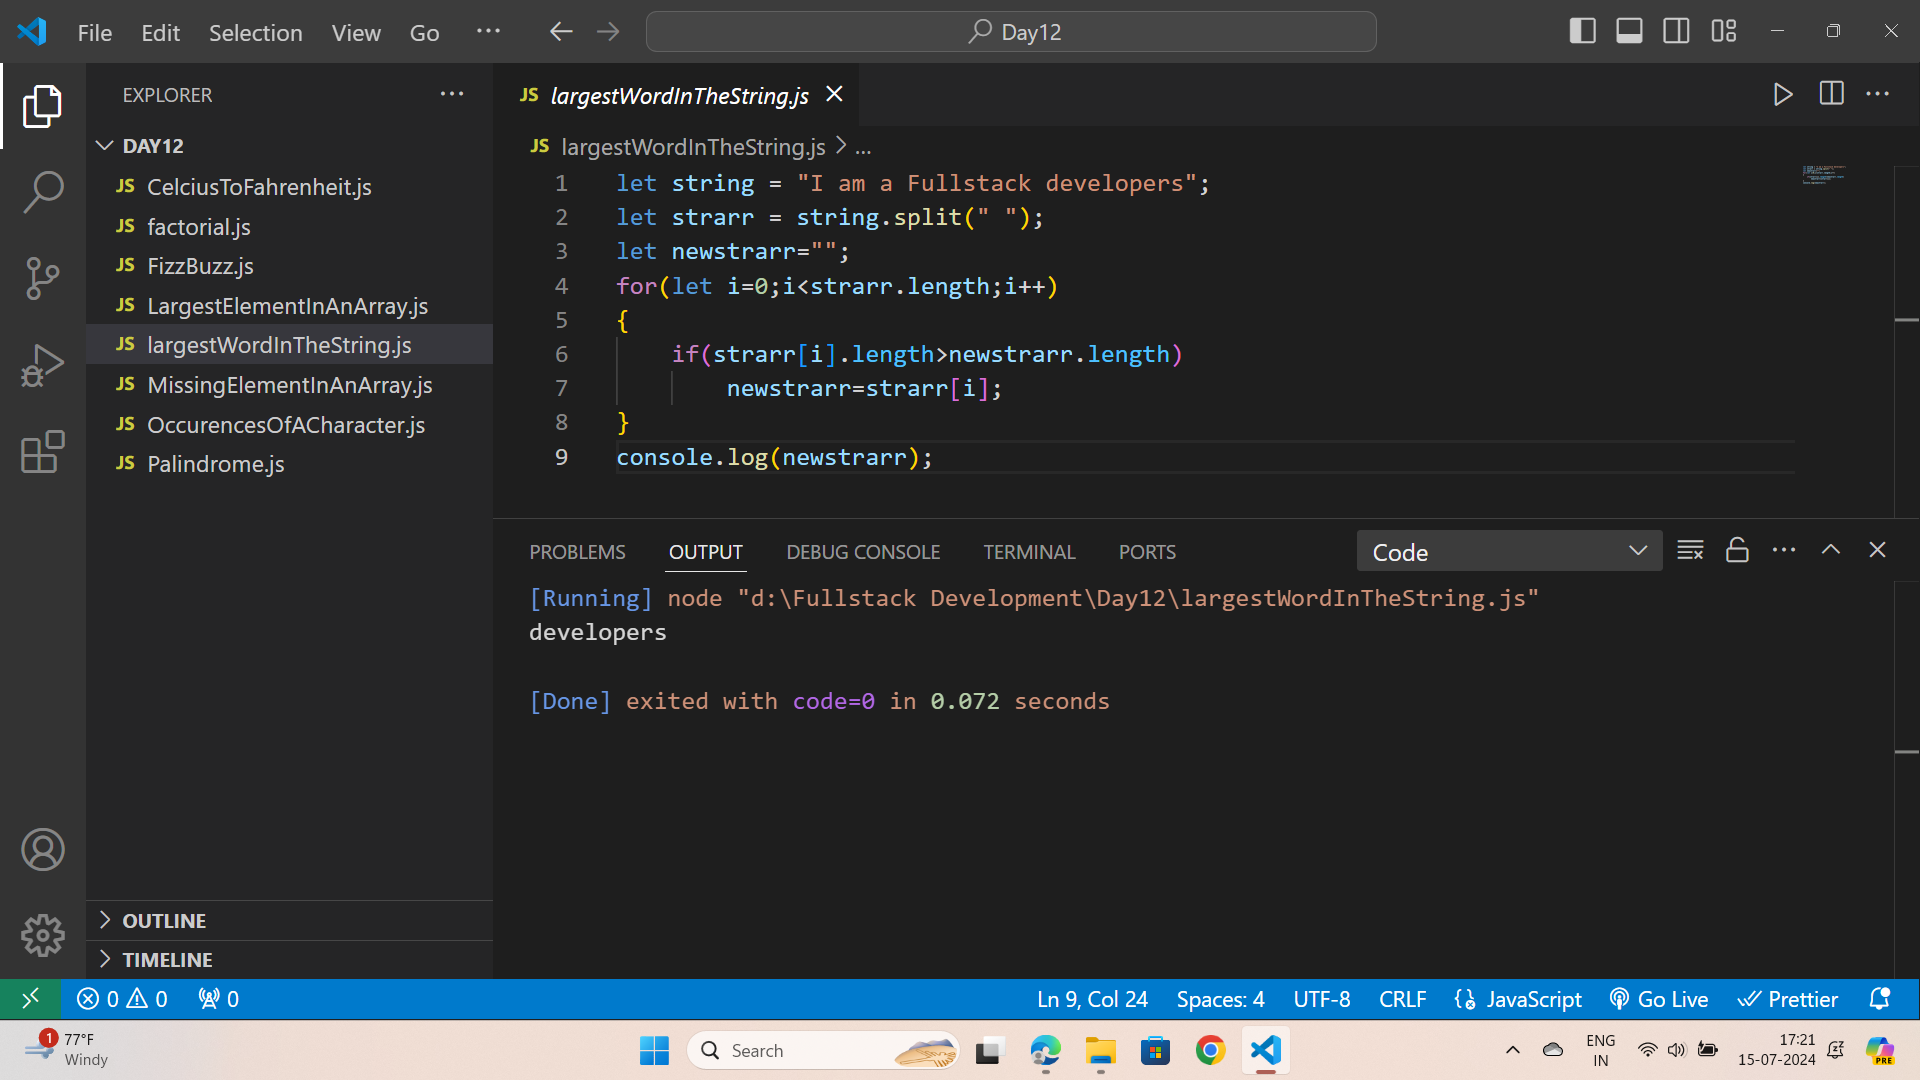 File Edit Selection View Go ··· Day12
EXPLORER ···
DAY12
JS CelciusToFahrenheit.js
JS factorial.js
JS FizzBuzz.js
JS LargestElementInAnArray.js
JS largestWordInTheString.js
JS MissingElementInAnArray.js
JS OccurencesOfACharacter.js
JS Palindrome.js
OUTLINE
TIMELINE
JS largestWordInTheString.js
JS largestWordInTheString.js > ...
1 let string = "I am a Fullstack developers";
2 let strarr = string.split(" ");
3 let newstrarr="";
4 for(let i=0;i<strarr.length;i++)
5 {
6     if(strarr[i].length>newstrarr.length)
7         newstrarr=strarr[i];
8 }
9 console.log(newstrarr);
PROBLEMS OUTPUT DEBUG CONSOLE TERMINAL PORTS Code
[Running] node "d:\Fullstack Development\Day12\largestWordInTheString.js"
developers
[Done] exited with code=0 in 0.072 seconds
0 0 0 Ln 9, Col 24 Spaces: 4 UTF-8 CRLF JavaScript Go Live Prettier
1 77°F
Windy
Search
ENG
IN
17:21
15-07-2024
PRE